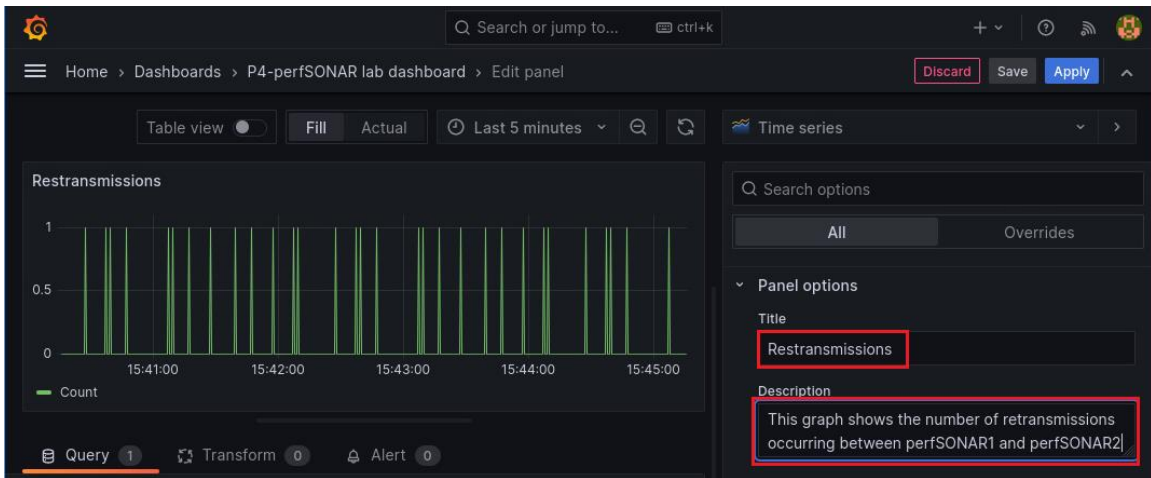 Search or jump to... ctrl+k
Home > Dashboards > P4-perfSONAR lab dashboard > Edit panel
Discard Save Apply
Table view Fill Actual Last 5 minutes
Time series
Restransmissions
1
0.5
0
15:41:00 15:42:00 15:43:00 15:44:00 15:45:00
Count
Query 1 Transform 0 Alert 0
Search options
All Overrides
Panel options
Title
Restransmissions
Description
This graph shows the number of retransmissions
occurring between perfSONAR1 and perfSONAR2